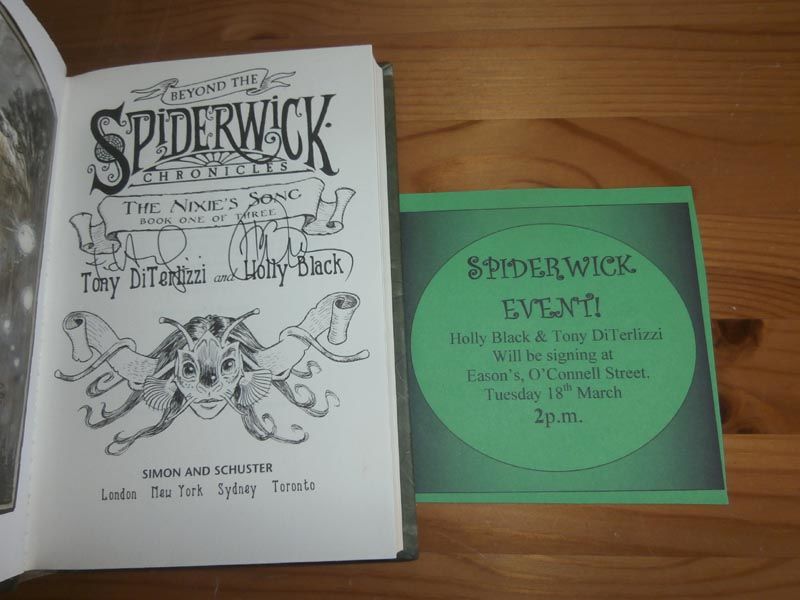 BEYOND THE
SPIDERWICK
CHRONICLES
THE NIXIE'S SONG
BOOK ONE OF THREE
Tony DiTerlizzi and Holly Black
SIMON AND SCHUSTER
London New York Sydney Toronto
SPIDERWICK
EVENT!
Holly Black & Tony DiTerlizzi
Will be signing at
Eason's, O'Connell Street.
Tuesday 18th March
2p.m.